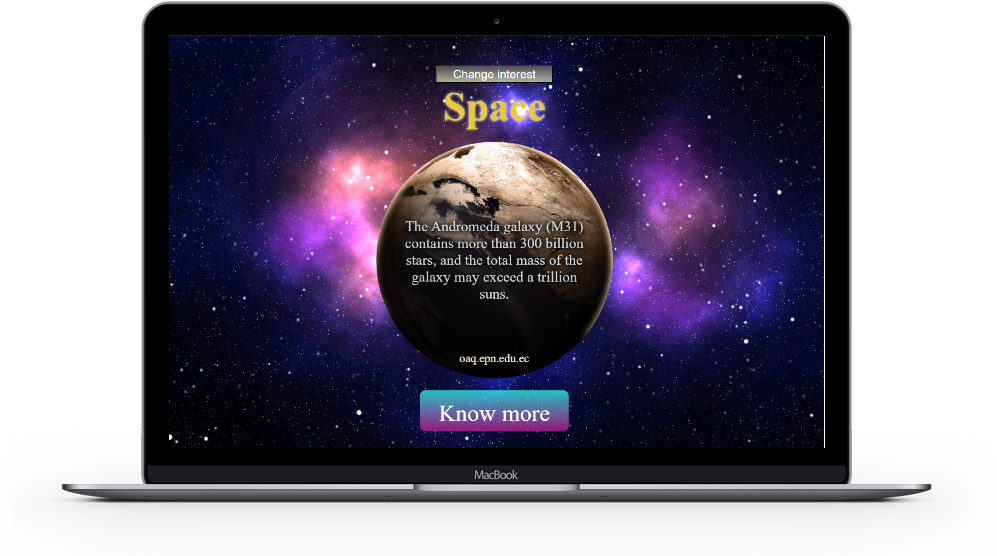 Change interest
Space
The Andromeda galaxy (M31)
contains more than 300 billion
stars, and the total mass of the
galaxy may exceed a trillion
suns.
oaq.epn.edu.ec
Know more
MacBook